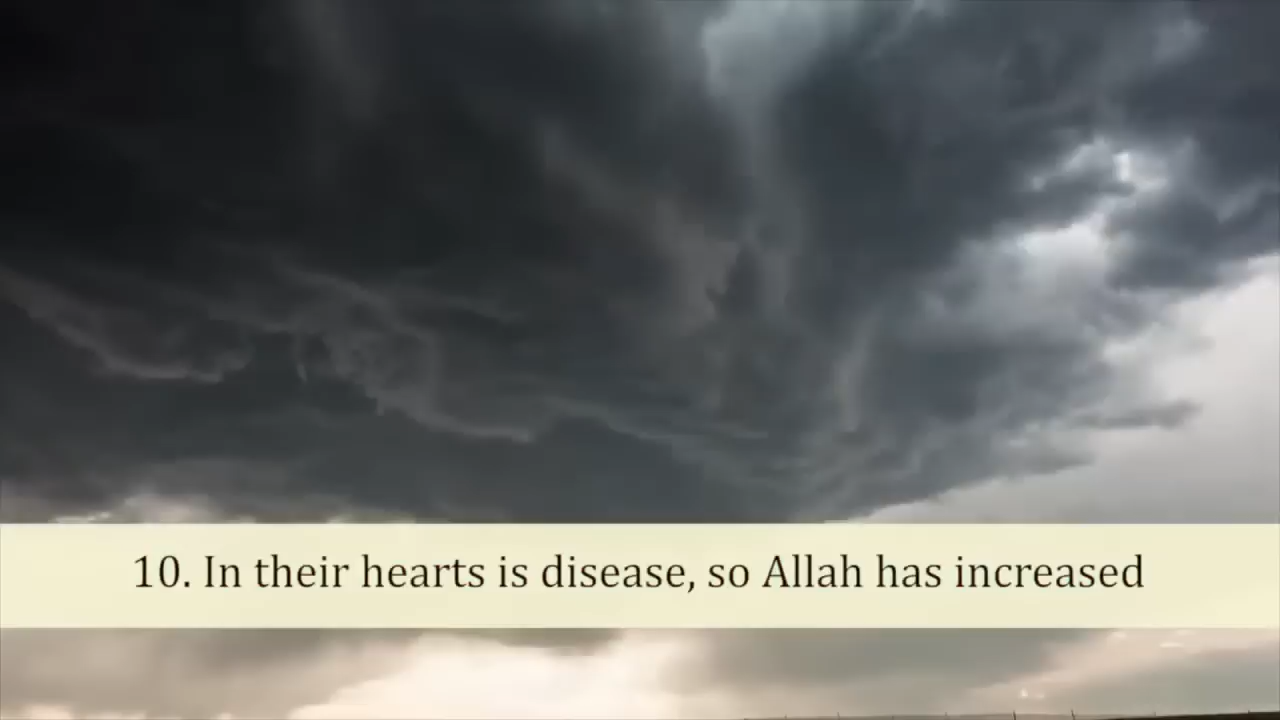 10. In their hearts is disease, so Allah has increased